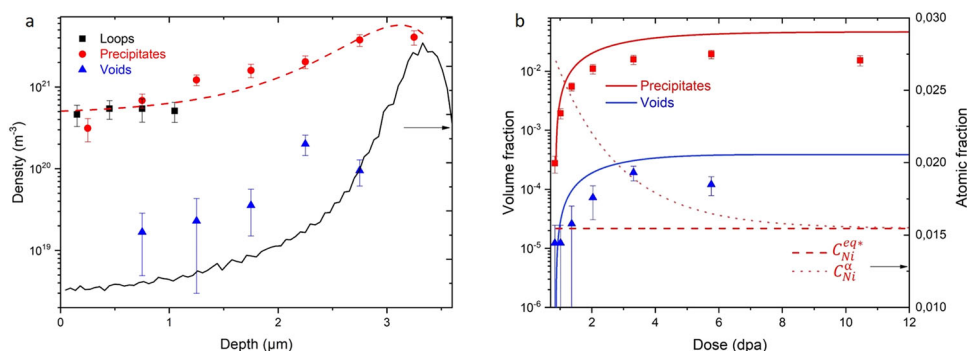 a
Loops
Precipitates
Voids
10²¹
10²¹
10²⁰
10¹⁹
Density (m⁻³)
0
1
2
3
Depth (μm)
b
Precipitates
Voids
10⁻²
10⁻³
10⁻⁴
10⁻⁵
10⁻⁶
Volume fraction
0,030
0,025
0,020
0,015
0,010
Atomic fraction
C_Ni^eq*
C_Ni^α
0
2
4
6
8
10
12
Dose (dpa)